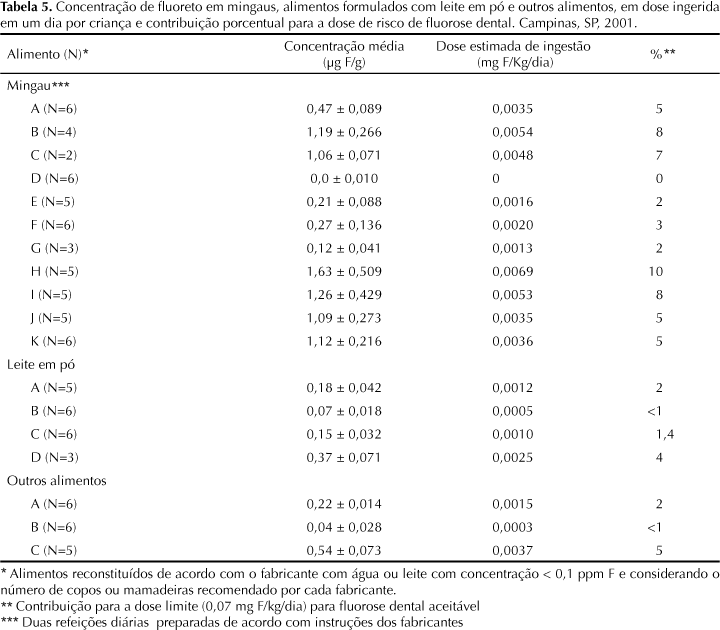 Tabela 5. Concentração de fluoreto em mingaus, alimentos formulados com leite em pó e outros alimentos, em dose ingerida
em um dia por criança e contribuição porcentual para a dose de risco de fluorose dental. Campinas, SP, 2001.
Alimento (N)* Concentração média (µg F/g) Dose estimada de ingestão (mg F/Kg/dia) %**
Mingau***
A (N=6) 0,47 ± 0,089 0,0035 5
B (N=4) 1,19 ± 0,266 0,0054 8
C (N=2) 1,06 ± 0,071 0,0048 7
D (N=6) 0,0 ± 0,010 0 0
E (N=5) 0,21 ± 0,088 0,0016 2
F (N=6) 0,27 ± 0,136 0,0020 3
G (N=3) 0,12 ± 0,041 0,0013 2
H (N=5) 1,63 ± 0,509 0,0069 10
I (N=5) 1,26 ± 0,429 0,0053 8
J (N=5) 1,09 ± 0,273 0,0035 5
K (N=6) 1,12 ± 0,216 0,0036 5
Leite em pó
A (N=5) 0,18 ± 0,042 0,0012 2
B (N=6) 0,07 ± 0,018 0,0005 <1
C (N=6) 0,15 ± 0,032 0,0010 1,4
D (N=3) 0,37 ± 0,071 0,0025 4
Outros alimentos
A (N=6) 0,22 ± 0,014 0,0015 2
B (N=6) 0,04 ± 0,028 0,0003 <1
C (N=5) 0,54 ± 0,073 0,0037 5
* Alimentos reconstituídos de acordo com o fabricante com água ou leite com concentração < 0,1 ppm F e considerando o
número de copos ou mamadeiras recomendado por cada fabricante.
** Contribuição para a dose limite (0,07 mg F/kg/dia) para fluorose dental aceitável
*** Duas refeições diárias preparadas de acordo com instruções dos fabricantes